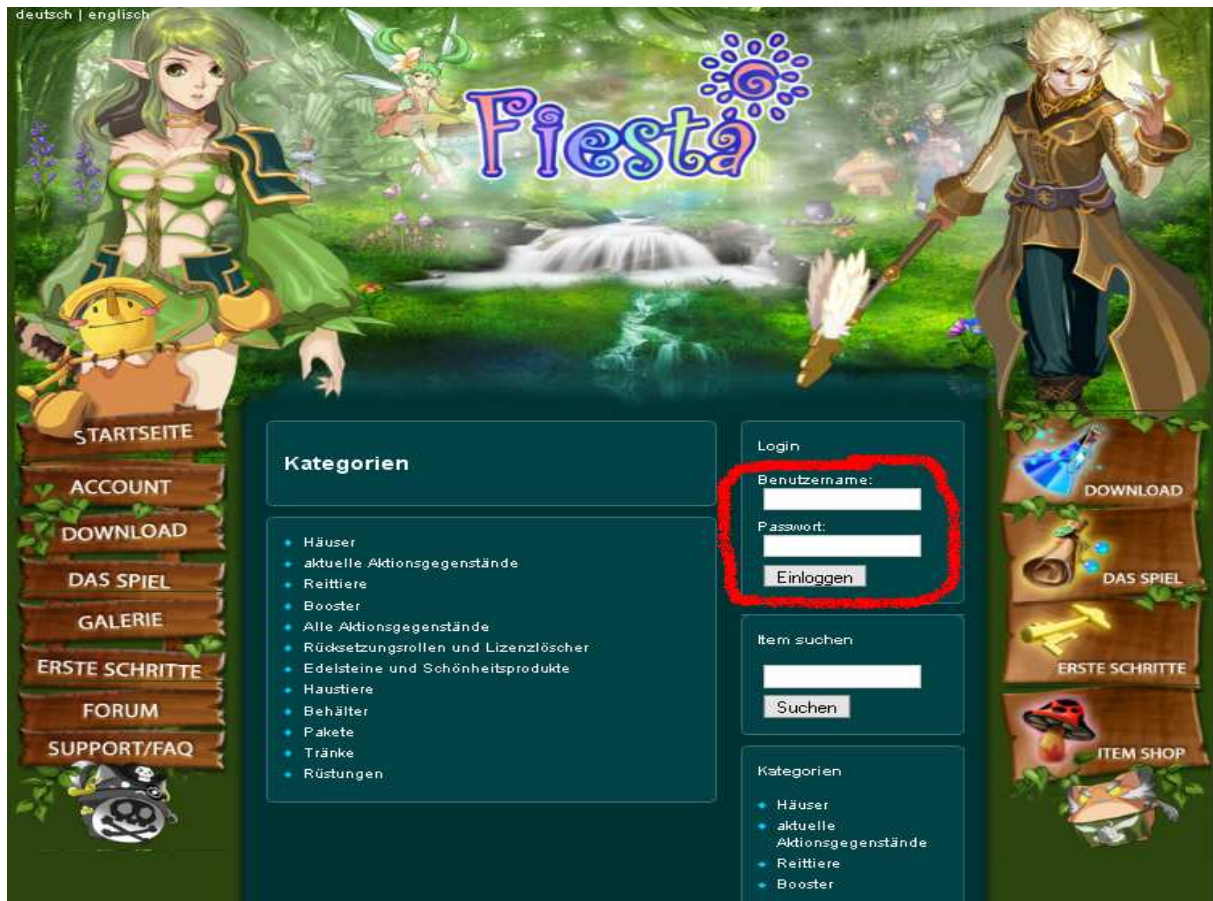 deutsch | englisch
Fiesta
STARTSEITE
ACCOUNT
DOWNLOAD
DAS SPIEL
GALERIE
ERSTE SCHRITTE
FORUM
SUPPORT/FAQ
Kategorien
Häuser
aktuelle Aktionsgegenstände
Reittiere
Booster
Alle Aktionsgegenstände
Rücksetzungsrollen und Lizenzlöscher
Edelsteine und Schönheitsprodukte
Haustiere
Behälter
Pakete
Tränke
Rüstungen
Login
Benutzername:
Passwort:
Einloggen
Item suchen
Suchen
Kategorien
Häuser
aktuelle
Aktionsgegenstände
Reittiere
Booster
DOWNLOAD
DAS SPIEL
ERSTE SCHRITTE
ITEM SHOP